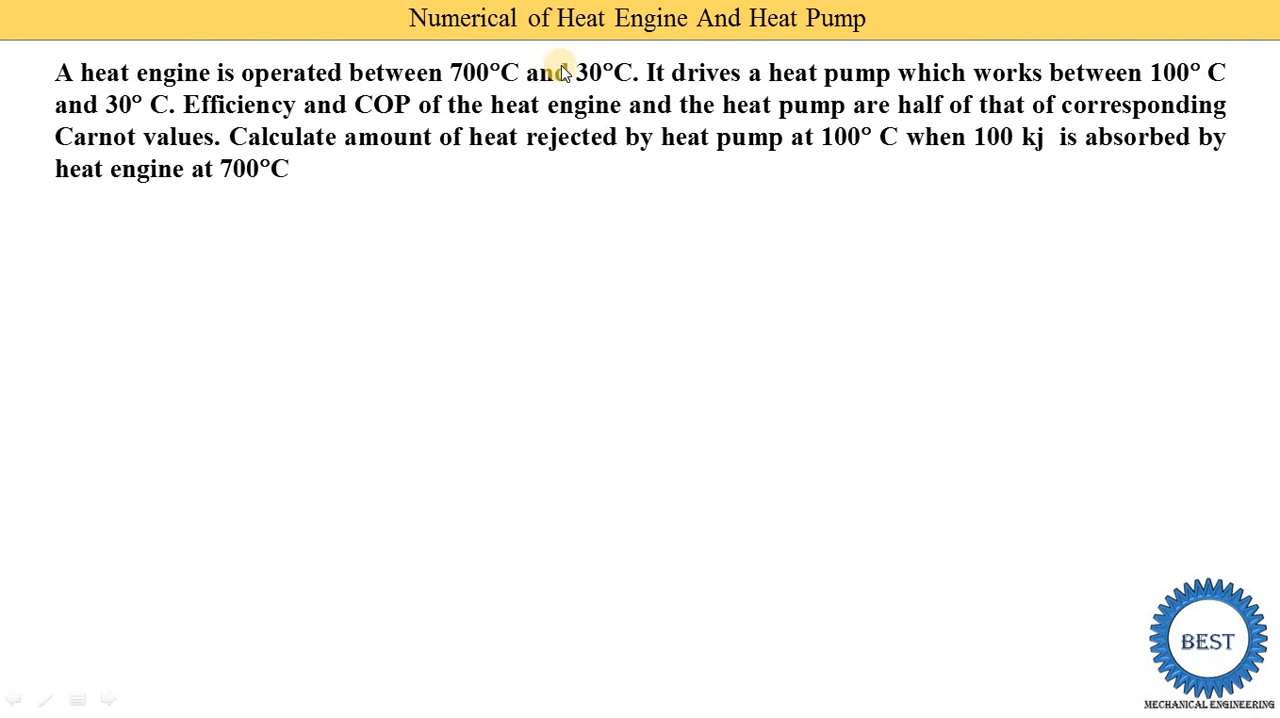 Numerical of Heat Engine And Heat Pump
A heat engine is operated between 700°C and 30°C. It drives a heat pump which works between 100° C
and 30° C. Efficiency and COP of the heat engine and the heat pump are half of that of corresponding
Carnot values. Calculate amount of heat rejected by heat pump at 100° C when 100 kj is absorbed by
heat engine at 700°C
BEST
MECHANICAL ENGINEERING